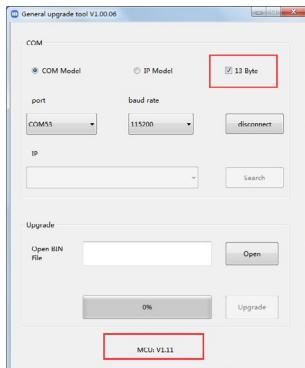 General upgrade tool V1.00.06
COM
COM Model
IP Model
13 Byte
port
baud rate
COM53
115200
disconnect
IP
Search
Upgrade
Open BIN
File
Open
0%
Upgrade
MCU: V1.11